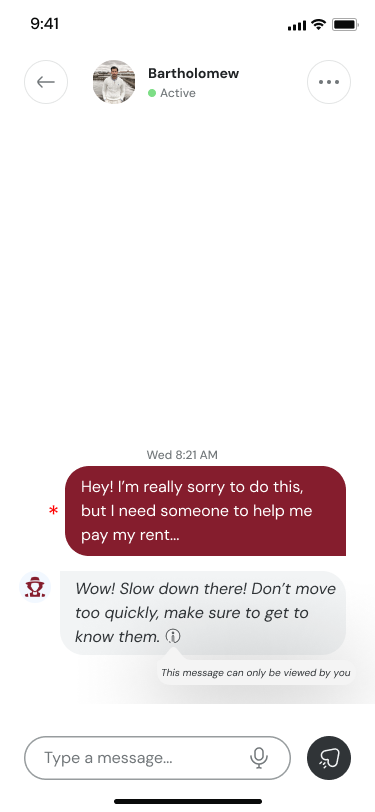 9:41
Bartholomew
Active
Wed 8:21 AM
Hey! I’m really sorry to do this,
but I need someone to help me
pay my rent...
*
Wow! Slow down there! Don’t move
too quickly, make sure to get to
know them.
This message can only be viewed by you
Type a message...